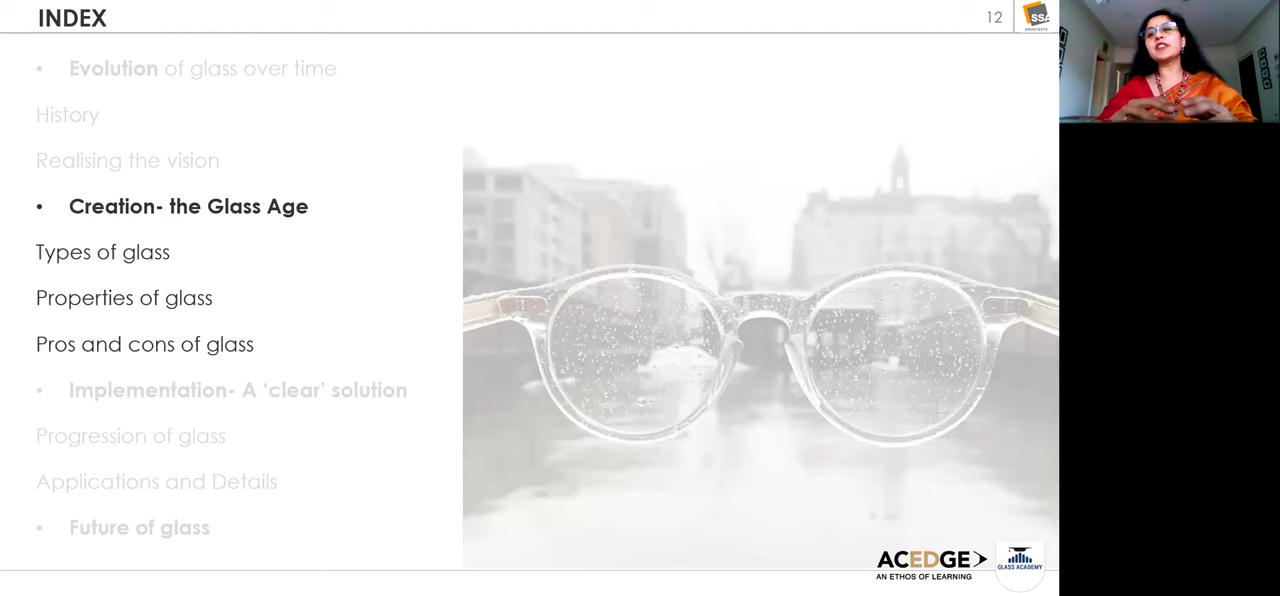 INDEX
12
SSA
ARCHITECTS
• Evolution of glass over time
History
Realising the vision
• Creation- the Glass Age
Types of glass
Properties of glass
Pros and cons of glass
• Implementation- A ‘clear’ solution
Progression of glass
Applications and Details
• Future of glass
ACEDGE
AN ETHOS OF LEARNING
GLASS ACADEMY